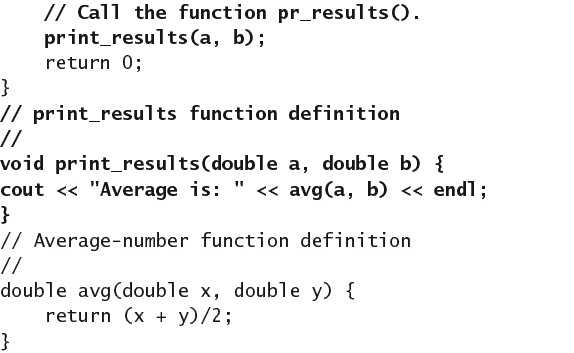 // Call the function pr_results().
print_results(a, b);
return 0;
}
// print_results function definition
//
void print_results(double a, double b) {
cout << "Average is: " << avg(a, b) << endl;
}
// Average-number function definition
//
double avg(double x, double y) {
return (x + y)/2;
}